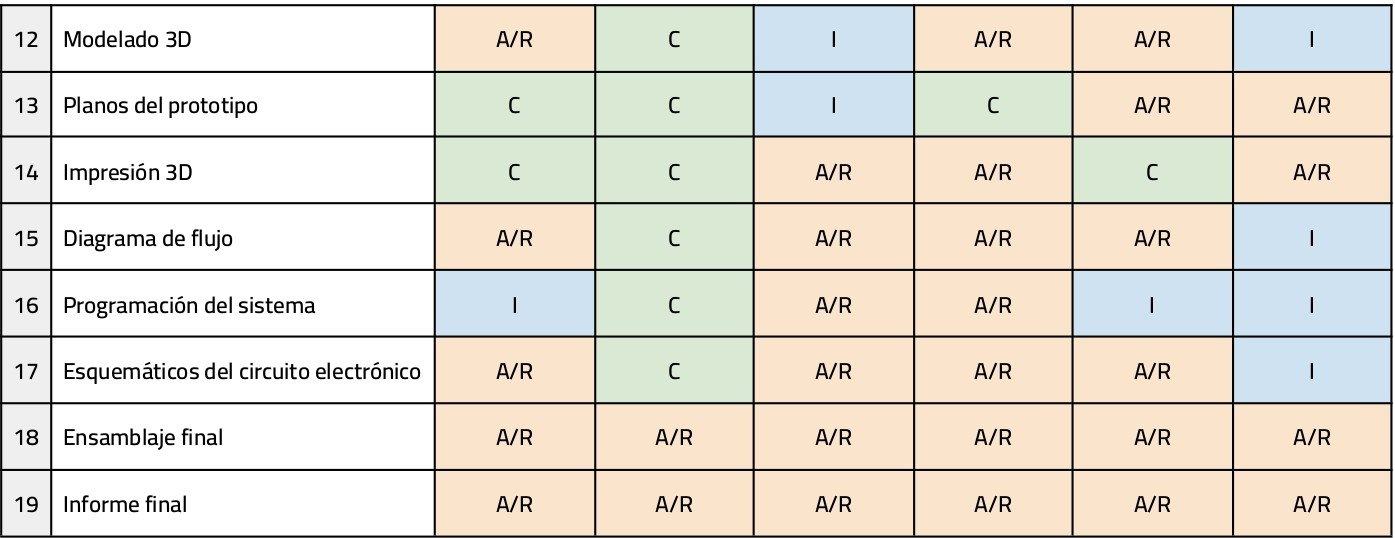 12 Modelado 3D A/R C I A/R A/R I
13 Planos del prototipo C C I C A/R A/R
14 Impresión 3D C C A/R A/R C A/R
15 Diagrama de flujo A/R C A/R A/R A/R I
16 Programación del sistema I C A/R A/R I I
17 Esquemáticos del circuito electrónico A/R C A/R A/R A/R I
18 Ensamblaje final A/R A/R A/R A/R A/R A/R
19 Informe final A/R A/R A/R A/R A/R A/R